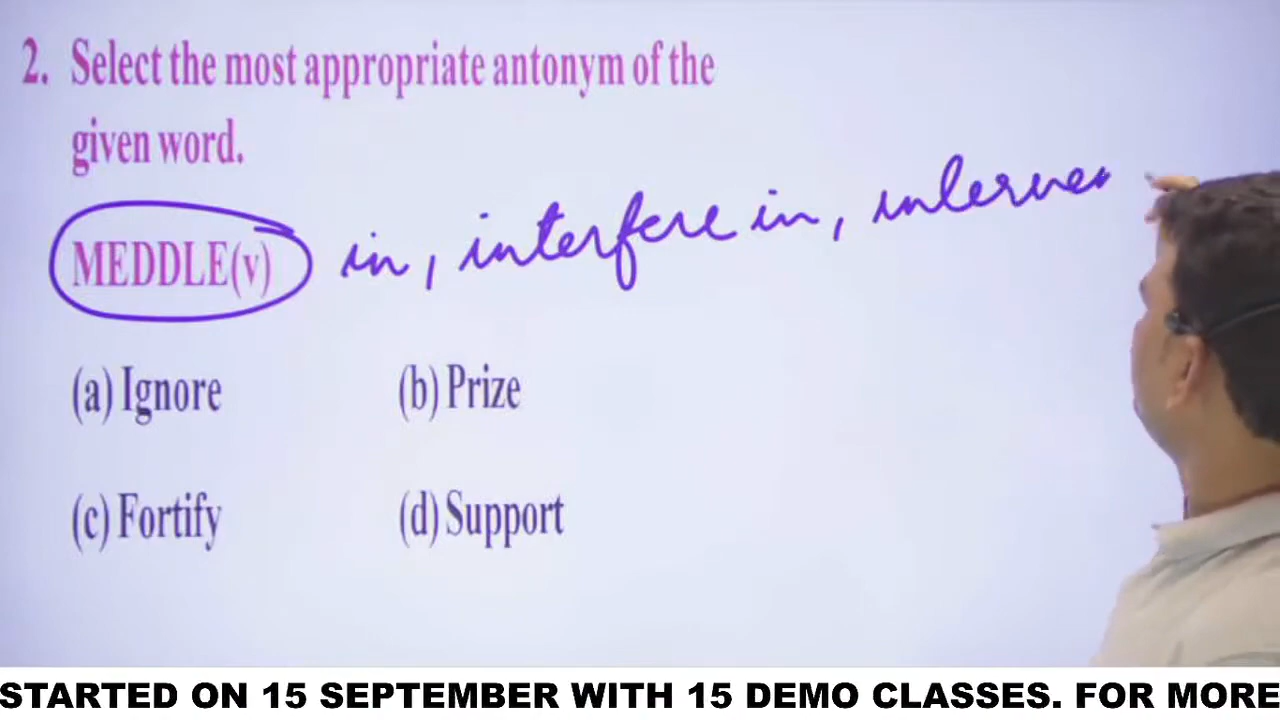 2. Select the most appropriate antonym of the
given word.
MEDDLE(v) in, interfere in, interven
(a) Ignore (b) Prize
(c) Fortify (d) Support
STARTED ON 15 SEPTEMBER WITH 15 DEMO CLASSES. FOR MORE